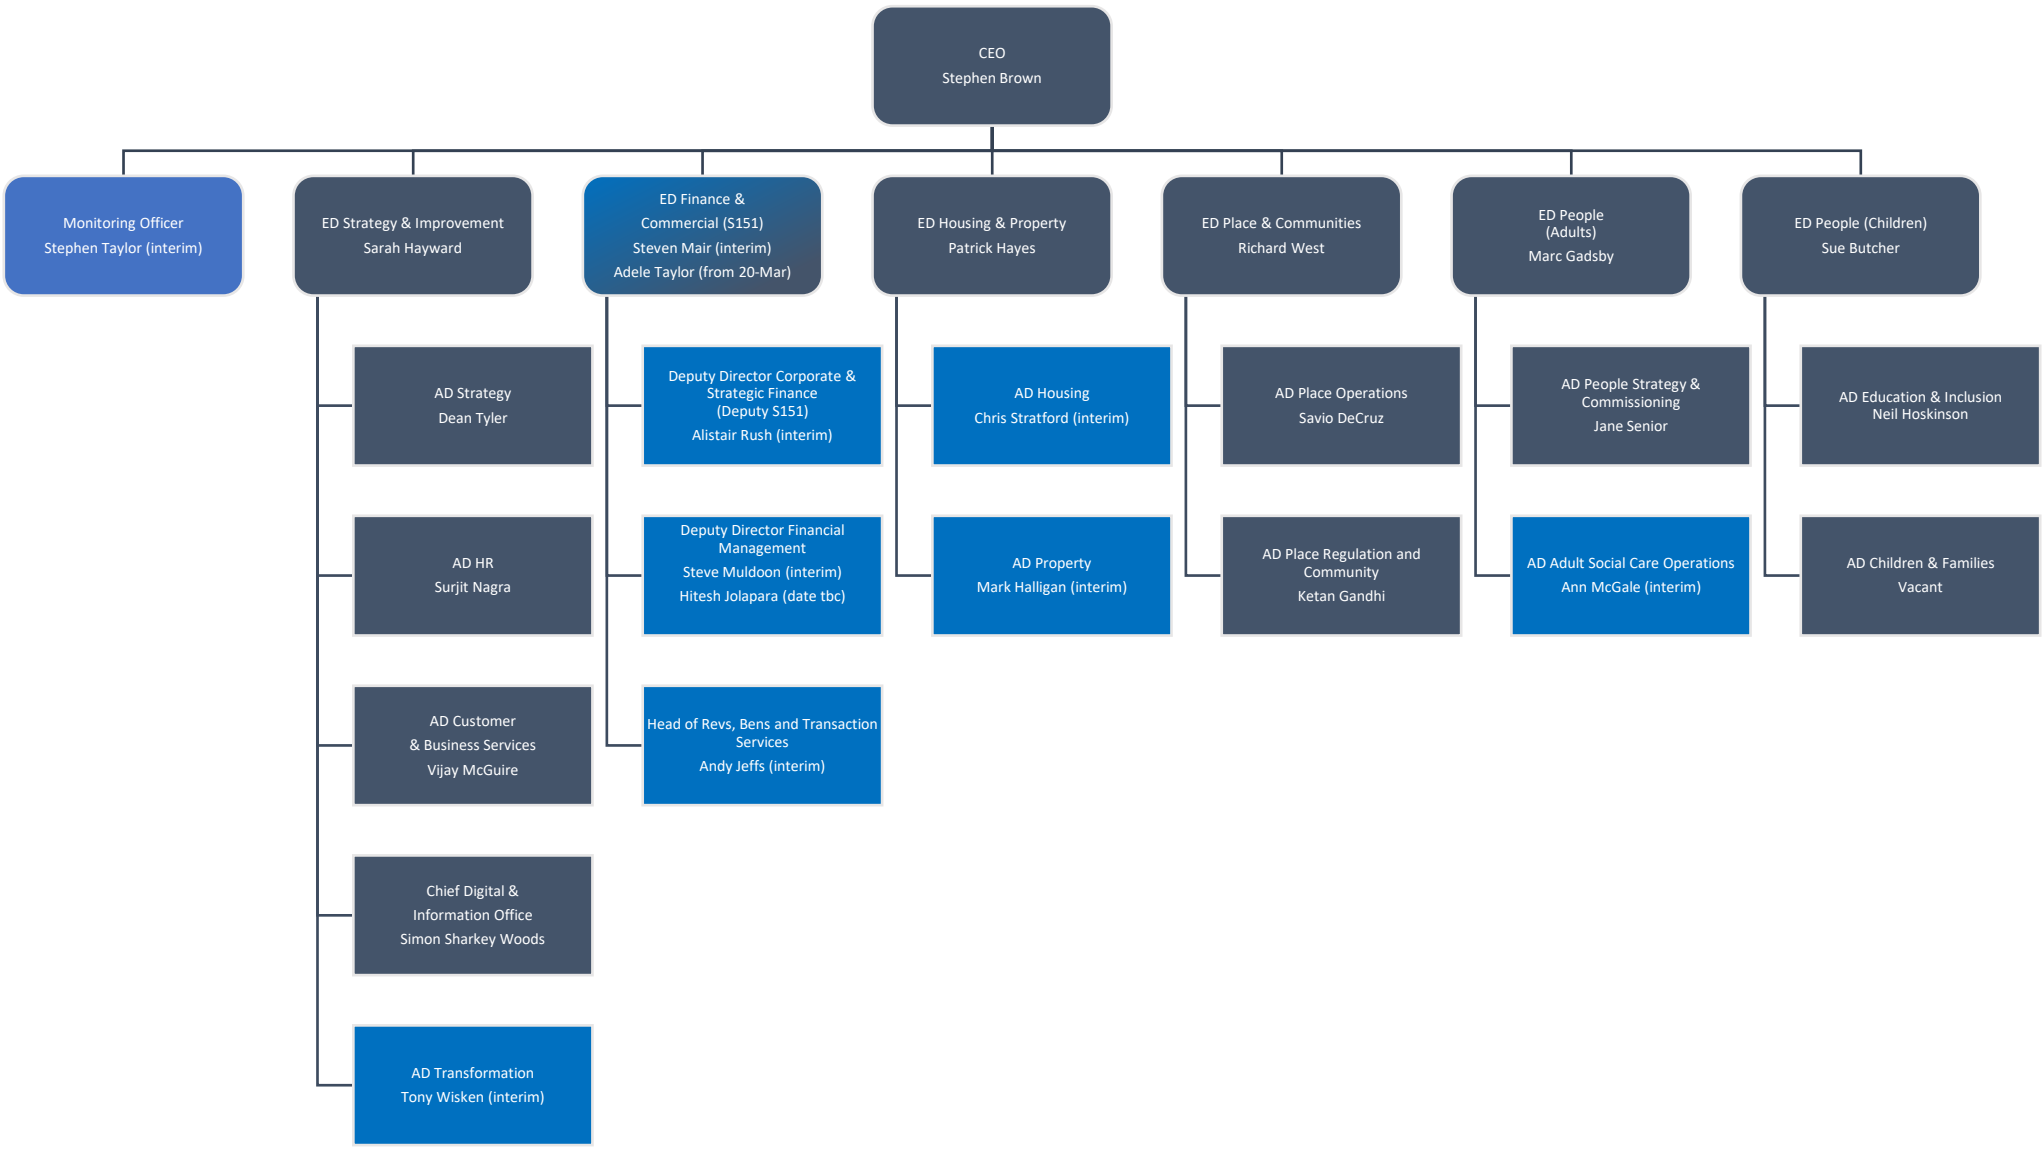 CEO
Stephen Brown
Monitoring Officer
Stephen Taylor (interim)
ED Strategy & Improvement
Sarah Hayward
ED Finance &
Commercial (S151)
Steven Mair (interim)
Adele Taylor (from 20-Mar)
ED Housing & Property
Patrick Hayes
ED Place & Communities
Richard West
ED People
(Adults)
Marc Gadsby
ED People (Children)
Sue Butcher
AD Strategy
Dean Tyler
Deputy Director Corporate &
Strategic Finance
(Deputy S151)
Alistair Rush (interim)
AD Housing
Chris Stratford (interim)
AD Place Operations
Savio DeCruz
AD People Strategy &
Commissioning
Jane Senior
AD Education & Inclusion
Neil Hoskinson
AD HR
Surjit Nagra
Deputy Director Financial
Management
Steve Muldoon (interim)
Hitesh Jolapara (date tbc)
AD Property
Mark Halligan (interim)
AD Place Regulation and
Community
Ketan Gandhi
AD Adult Social Care Operations
Ann McGale (interim)
AD Children & Families
Vacant
AD Customer
& Business Services
Vijay McGuire
Head of Revs, Bens and Transaction
Services
Andy Jeffs (interim)
Chief Digital &
Information Office
Simon Sharkey Woods
AD Transformation
Tony Wisken (interim)